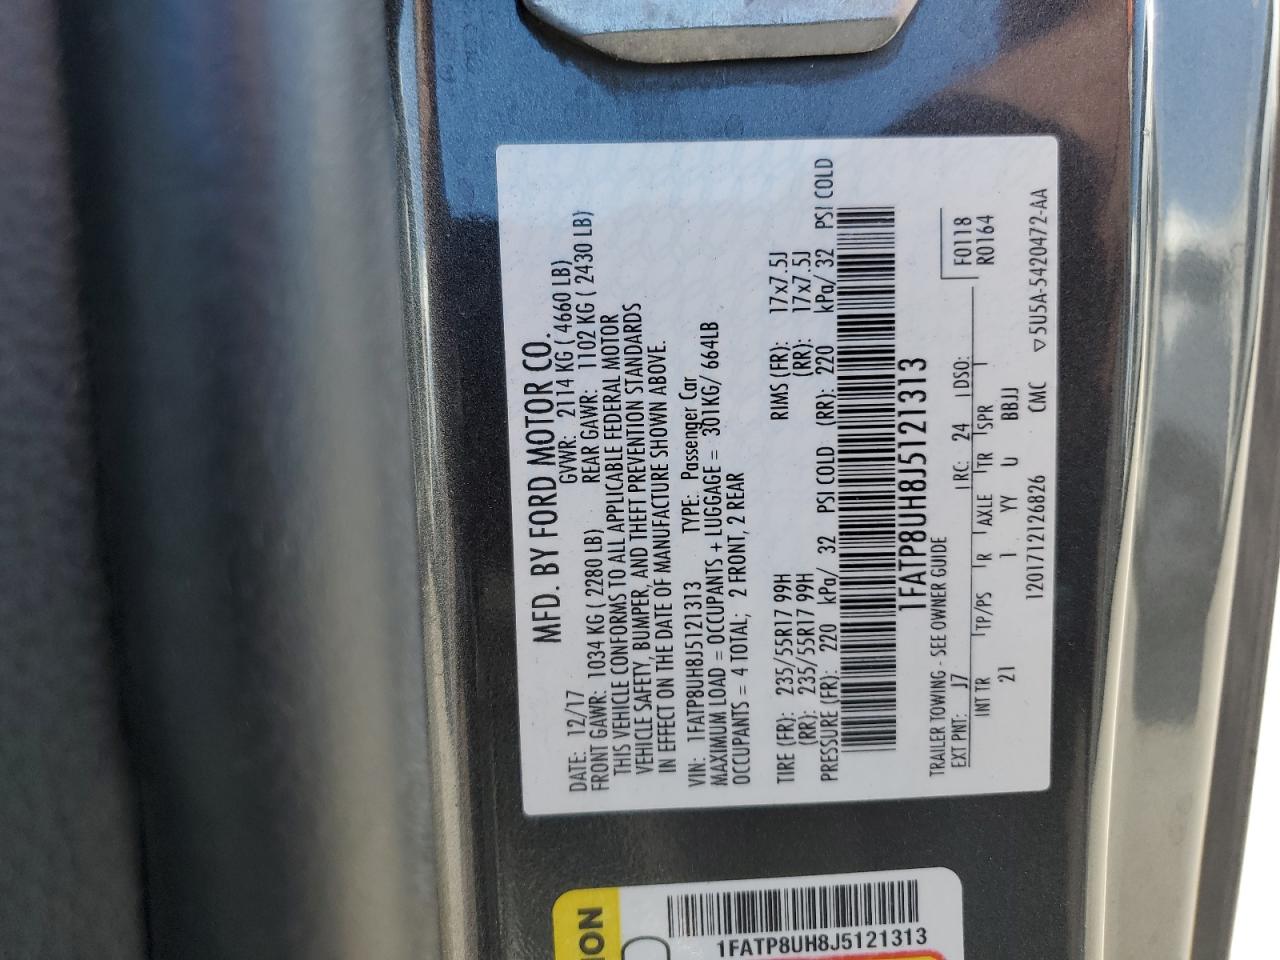 MFD. BY FORD MOTOR CO.
DATE: 12/17 GVWR: 2114 KG ( 4660 LB)
FRONT GAWR: 1034 KG ( 2280 LB) REAR GAWR: 1102 KG ( 2430 LB)
THIS VEHICLE CONFORMS TO ALL APPLICABLE FEDERAL MOTOR
VEHICLE SAFETY, BUMPER, AND THEFT PREVENTION STANDARDS
IN EFFECT ON THE DATE OF MANUFACTURE SHOWN ABOVE.
VIN: 1FATP8UH8J5121313 TYPE: Passenger Car
MAXIMUM LOAD = OCCUPANTS + LUGGAGE = 301KG/ 664LB
OCCUPANTS = 4 TOTAL; 2 FRONT, 2 REAR
TIRE (FR): 235/55R17 99H RIMS (FR): 17x7.5J
(RR): 235/55R17 99H (RR): 17x7.5J
PRESSURE (FR): 220 kPa/ 32 PSI COLD (RR): 220 kPa/ 32 PSI COLD
1FATP8UH8J5121313
TRAILER TOWING - SEE OWNER GUIDE F0118
EXT PNT: J7 RC: 24 DSO: R0164
INT TR TP/PS R AXLE TR SPR
21 I YY U BBJJ
1201712126826 CMC ▽5U5A-5420472-AA
ION
1FATP8UH8J5121313